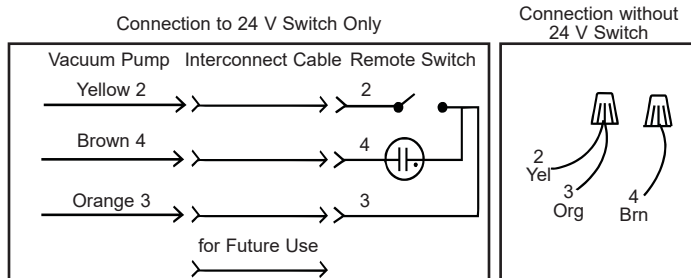 Connection to 24 V Switch Only
Vacuum Pump Interconnect Cable Remote Switch
Yellow 2
2
Brown 4
4
Orange 3
3
for Future Use
Connection without
24 V Switch
2
Yel
3
Org
4
Brn